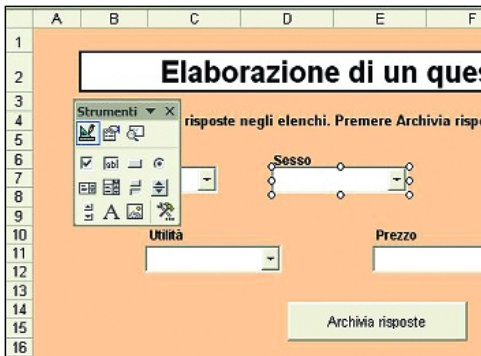 A B C D E F
1
2 Elaborazione di un ques
3
Strumenti
4 risposte negli elenchi. Premere Archivia rispo
5
6 Sesso
7
8
9
10 Utilità Prezzo
11
12
13
14
Archivia risposte
15
16